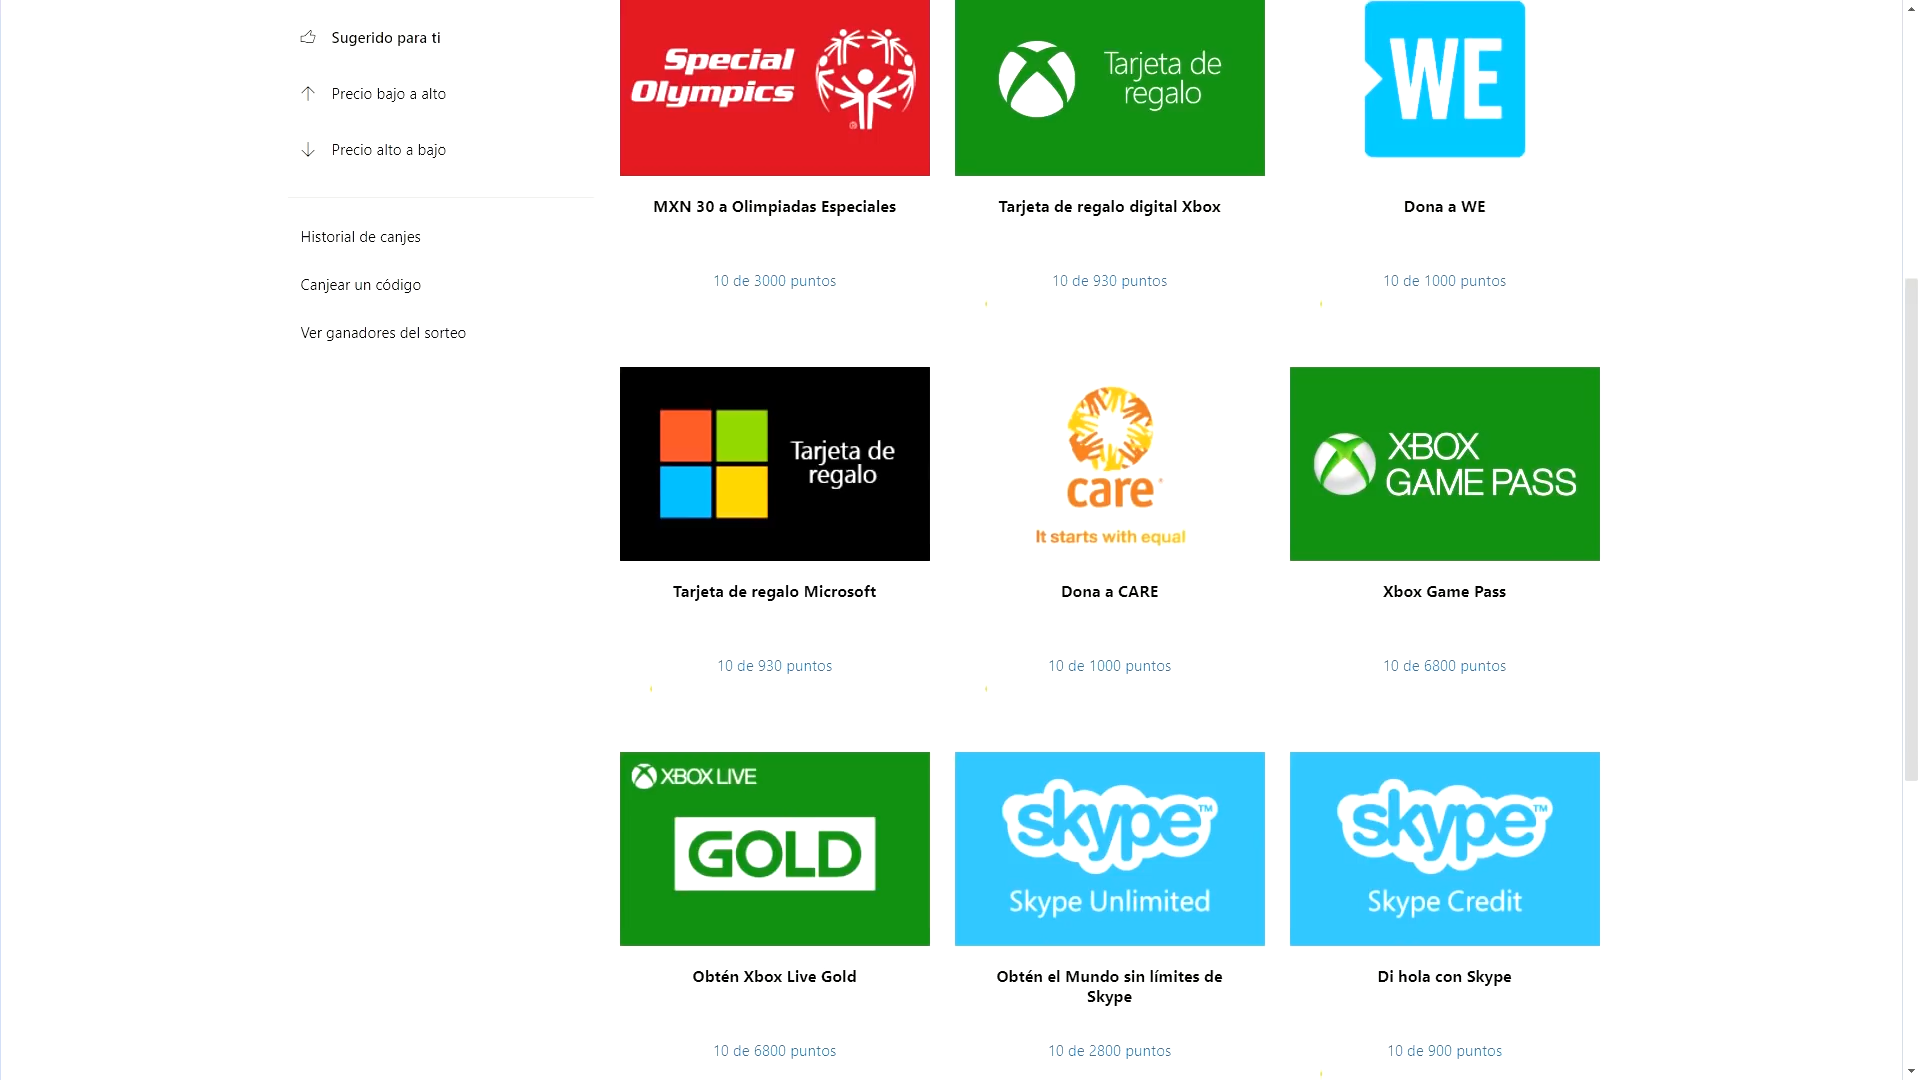 Sugerido para ti
Precio bajo a alto
Precio alto a bajo
Historial de canjes
Canjear un código
Ver ganadores del sorteo
Special
Olympics
®
MXN 30 a Olimpiadas Especiales
10 de 3000 puntos
Tarjeta de
regalo
Tarjeta de regalo digital Xbox
10 de 930 puntos
WE
Dona a WE
10 de 1000 puntos
Tarjeta de
regalo
Tarjeta de regalo Microsoft
10 de 930 puntos
care
It starts with equal
Dona a CARE
10 de 1000 puntos
XBOX
GAME PASS
Xbox Game Pass
10 de 6800 puntos
XBOX LIVE
GOLD
Obtén Xbox Live Gold
10 de 6800 puntos
skype™
Skype Unlimited
Obtén el Mundo sin límites de
Skype
10 de 2800 puntos
skype™
Skype Credit
Di hola con Skype
10 de 900 puntos